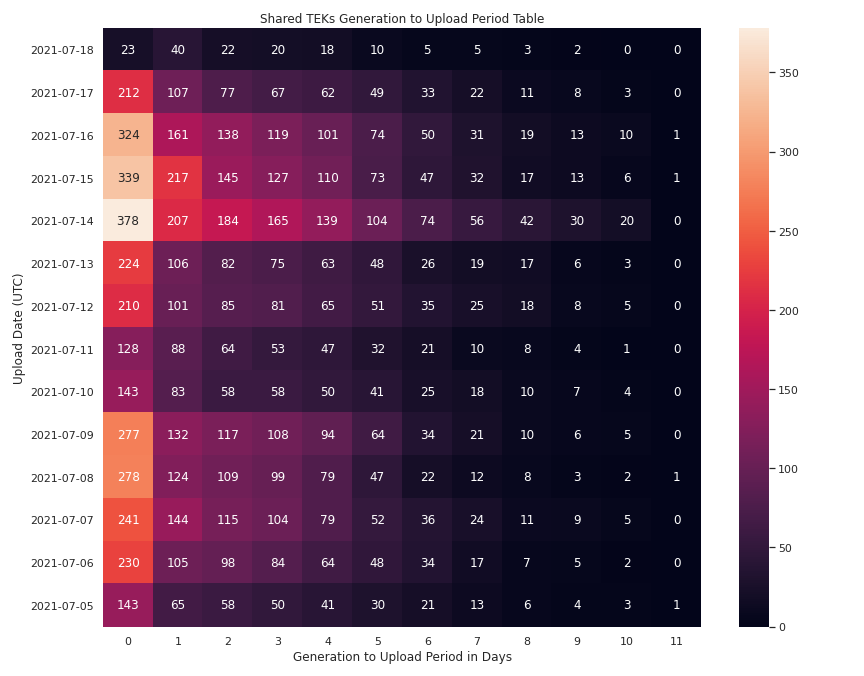 Shared TEKs Generation to Upload Period Table
Upload Date (UTC)
2021-07-18 23 40 22 20 18 10 5 5 3 2 0 0
2021-07-17 212 107 77 67 62 49 33 22 11 8 3 0
2021-07-16 324 161 138 119 101 74 50 31 19 13 10 1
2021-07-15 339 217 145 127 110 73 47 32 17 13 6 1
2021-07-14 378 207 184 165 139 104 74 56 42 30 20 0
2021-07-13 224 106 82 75 63 48 26 19 17 6 3 0
2021-07-12 210 101 85 81 65 51 35 25 18 8 5 0
2021-07-11 128 88 64 53 47 32 21 10 8 4 1 0
2021-07-10 143 83 58 58 50 41 25 18 10 7 4 0
2021-07-09 277 132 117 108 94 64 34 21 10 6 5 0
2021-07-08 278 124 109 99 79 47 22 12 8 3 2 1
2021-07-07 241 144 115 104 79 52 36 24 11 9 5 0
2021-07-06 230 105 98 84 64 48 34 17 7 5 2 0
2021-07-05 143 65 58 50 41 30 21 13 6 4 3 1
0 1 2 3 4 5 6 7 8 9 10 11
Generation to Upload Period in Days
350
300
250
200
150
100
50
0